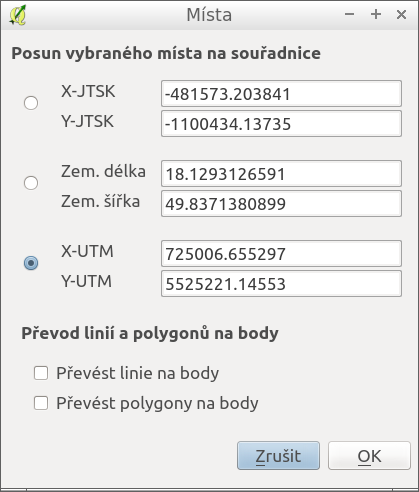 Místa
Posun vybraného místa na souřadnice
X-JTSK -481573.203841
Y-JTSK -1100434.13735
Zem. délka 18.1293126591
Zem. šířka 49.8371380899
X-UTM 725006.655297
Y-UTM 5525221.14553
Převod linií a polygonů na body
Převést linie na body
Převést polygony na body
Zrušit OK